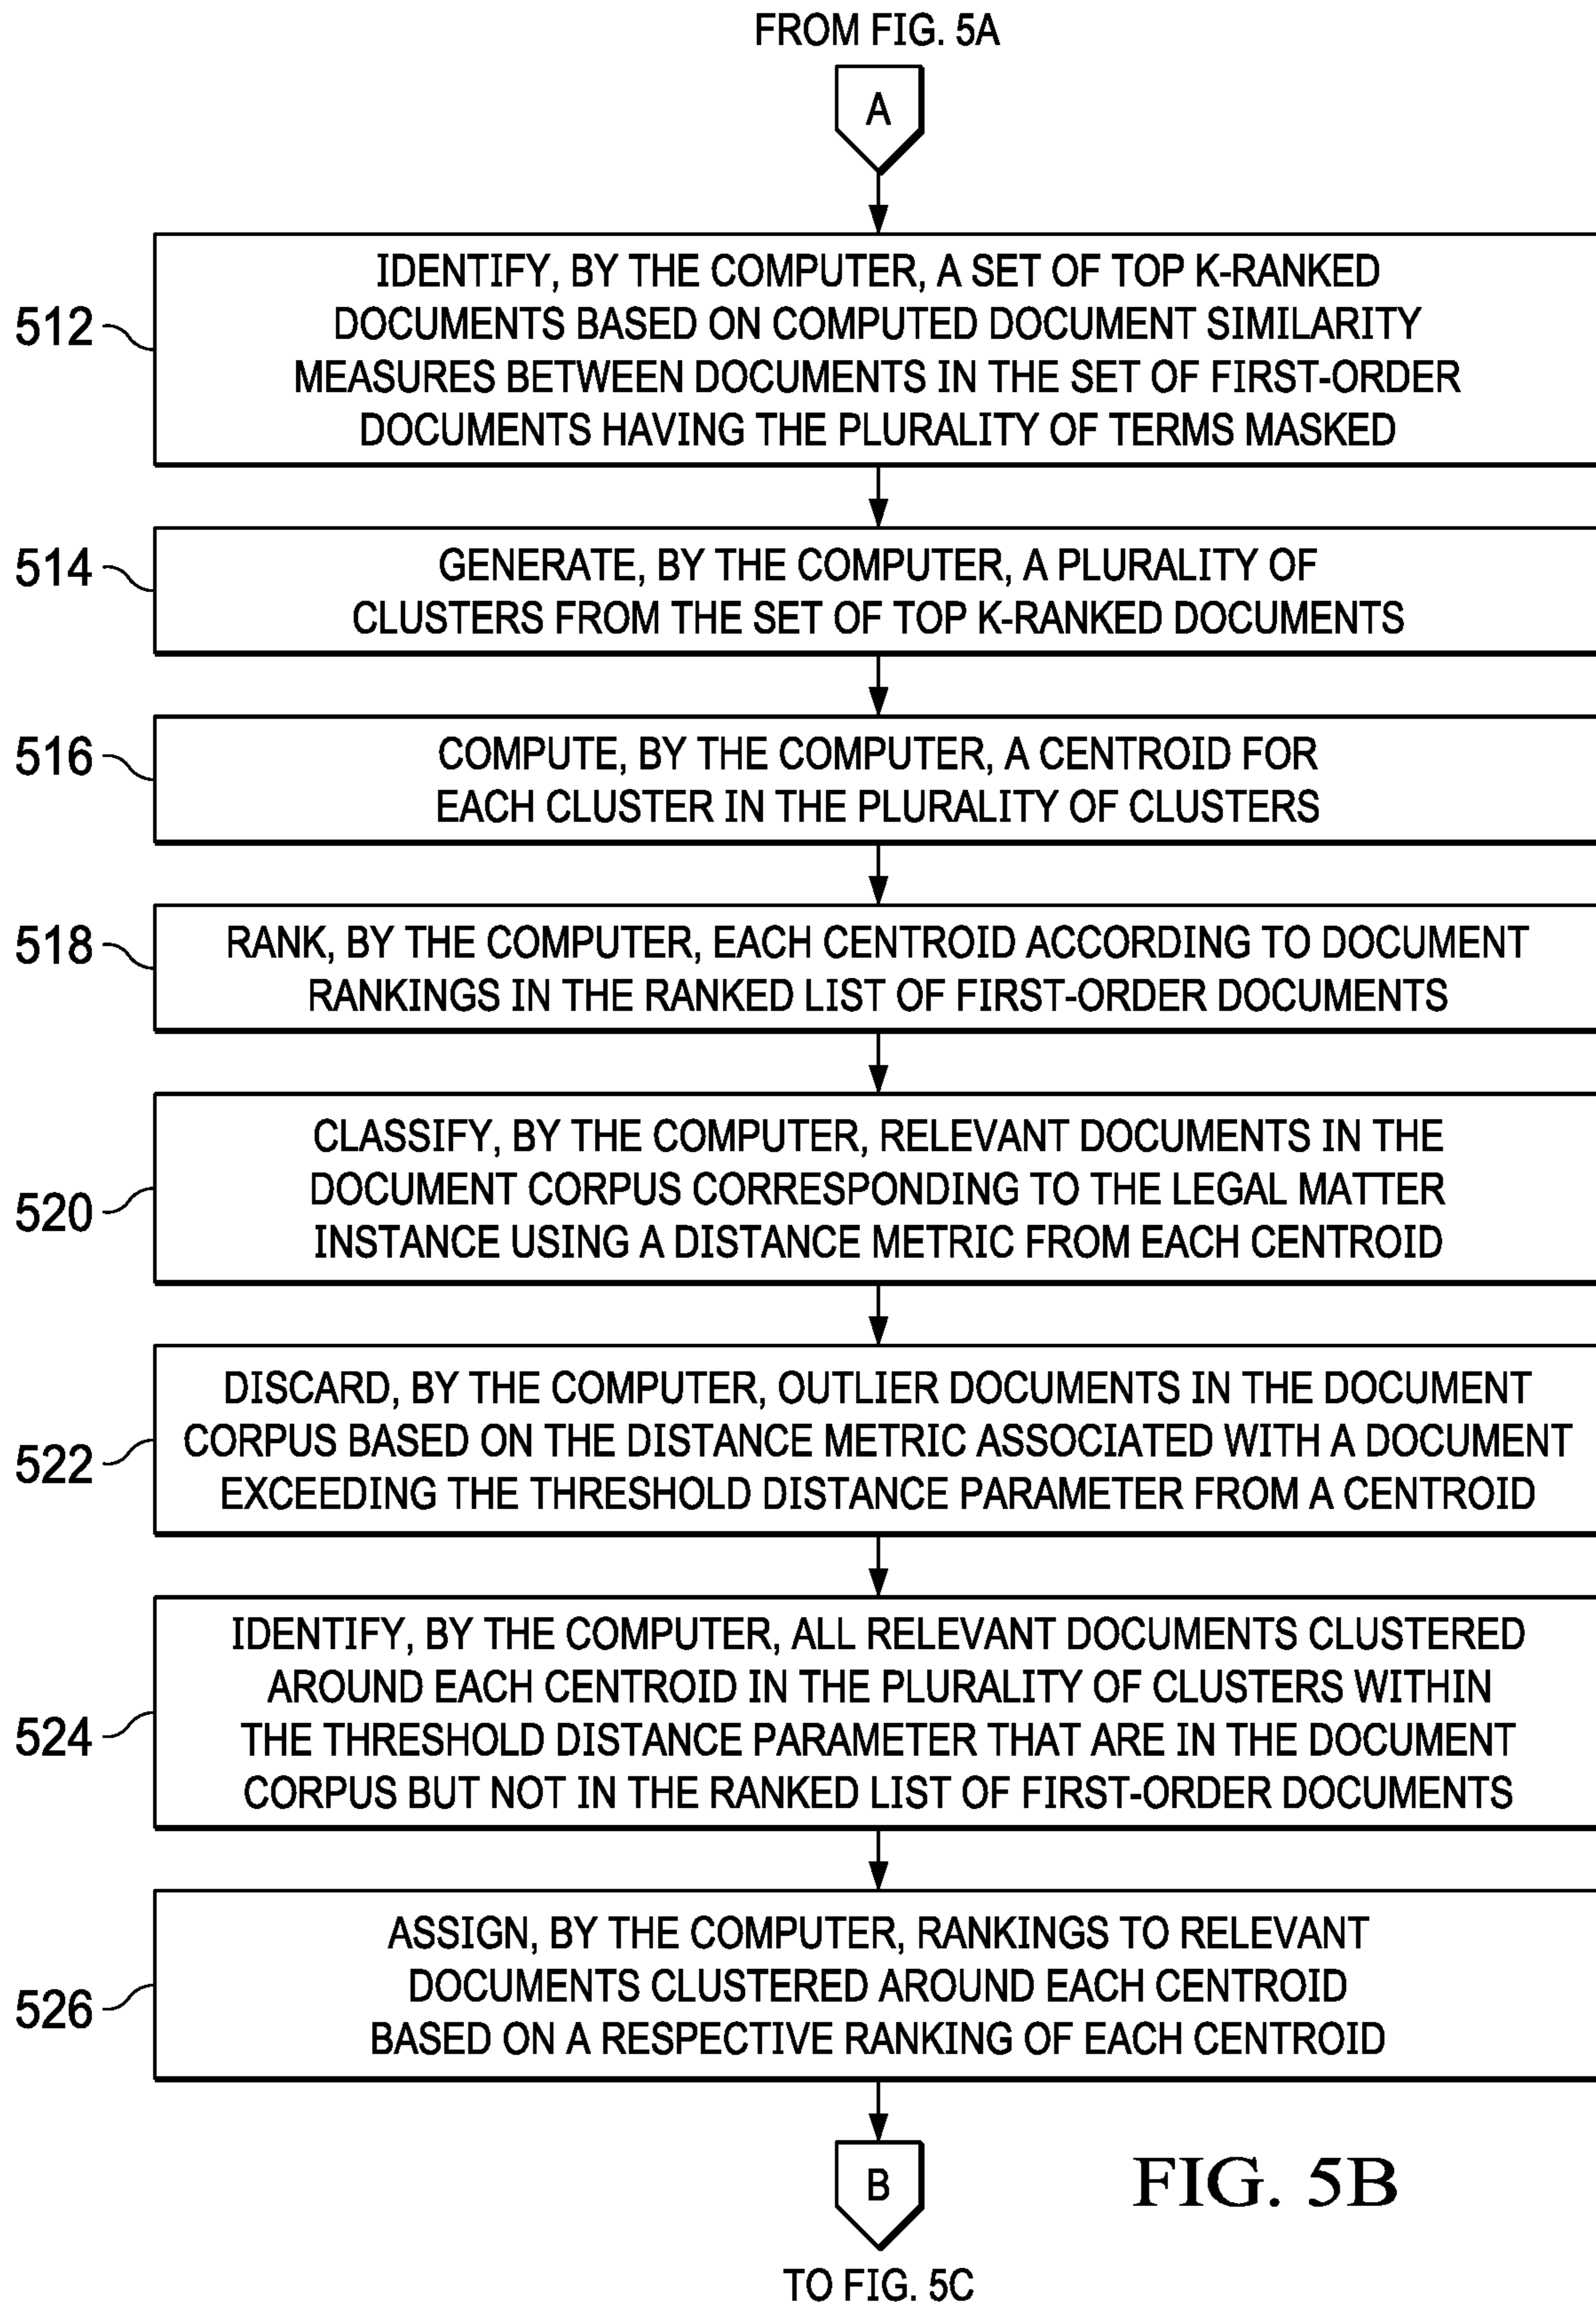 FROM FIG. 5A
A
512
IDENTIFY, BY THE COMPUTER, A SET OF TOP K-RANKED
DOCUMENTS BASED ON COMPUTED DOCUMENT SIMILARITY
MEASURES BETWEEN DOCUMENTS IN THE SET OF FIRST-ORDER
DOCUMENTS HAVING THE PLURALITY OF TERMS MASKED
514
GENERATE, BY THE COMPUTER, A PLURALITY OF
CLUSTERS FROM THE SET OF TOP K-RANKED DOCUMENTS
516
COMPUTE, BY THE COMPUTER, A CENTROID FOR
EACH CLUSTER IN THE PLURALITY OF CLUSTERS
518
RANK, BY THE COMPUTER, EACH CENTROID ACCORDING TO DOCUMENT
RANKINGS IN THE RANKED LIST OF FIRST-ORDER DOCUMENTS
520
CLASSIFY, BY THE COMPUTER, RELEVANT DOCUMENTS IN THE
DOCUMENT CORPUS CORRESPONDING TO THE LEGAL MATTER
INSTANCE USING A DISTANCE METRIC FROM EACH CENTROID
522
DISCARD, BY THE COMPUTER, OUTLIER DOCUMENTS IN THE DOCUMENT
CORPUS BASED ON THE DISTANCE METRIC ASSOCIATED WITH A DOCUMENT
EXCEEDING THE THRESHOLD DISTANCE PARAMETER FROM A CENTROID
524
IDENTIFY, BY THE COMPUTER, ALL RELEVANT DOCUMENTS CLUSTERED
AROUND EACH CENTROID IN THE PLURALITY OF CLUSTERS WITHIN
THE THRESHOLD DISTANCE PARAMETER THAT ARE IN THE DOCUMENT
CORPUS BUT NOT IN THE RANKED LIST OF FIRST-ORDER DOCUMENTS
526
ASSIGN, BY THE COMPUTER, RANKINGS TO RELEVANT
DOCUMENTS CLUSTERED AROUND EACH CENTROID
BASED ON A RESPECTIVE RANKING OF EACH CENTROID
B
FIG. 5B
TO FIG. 5C